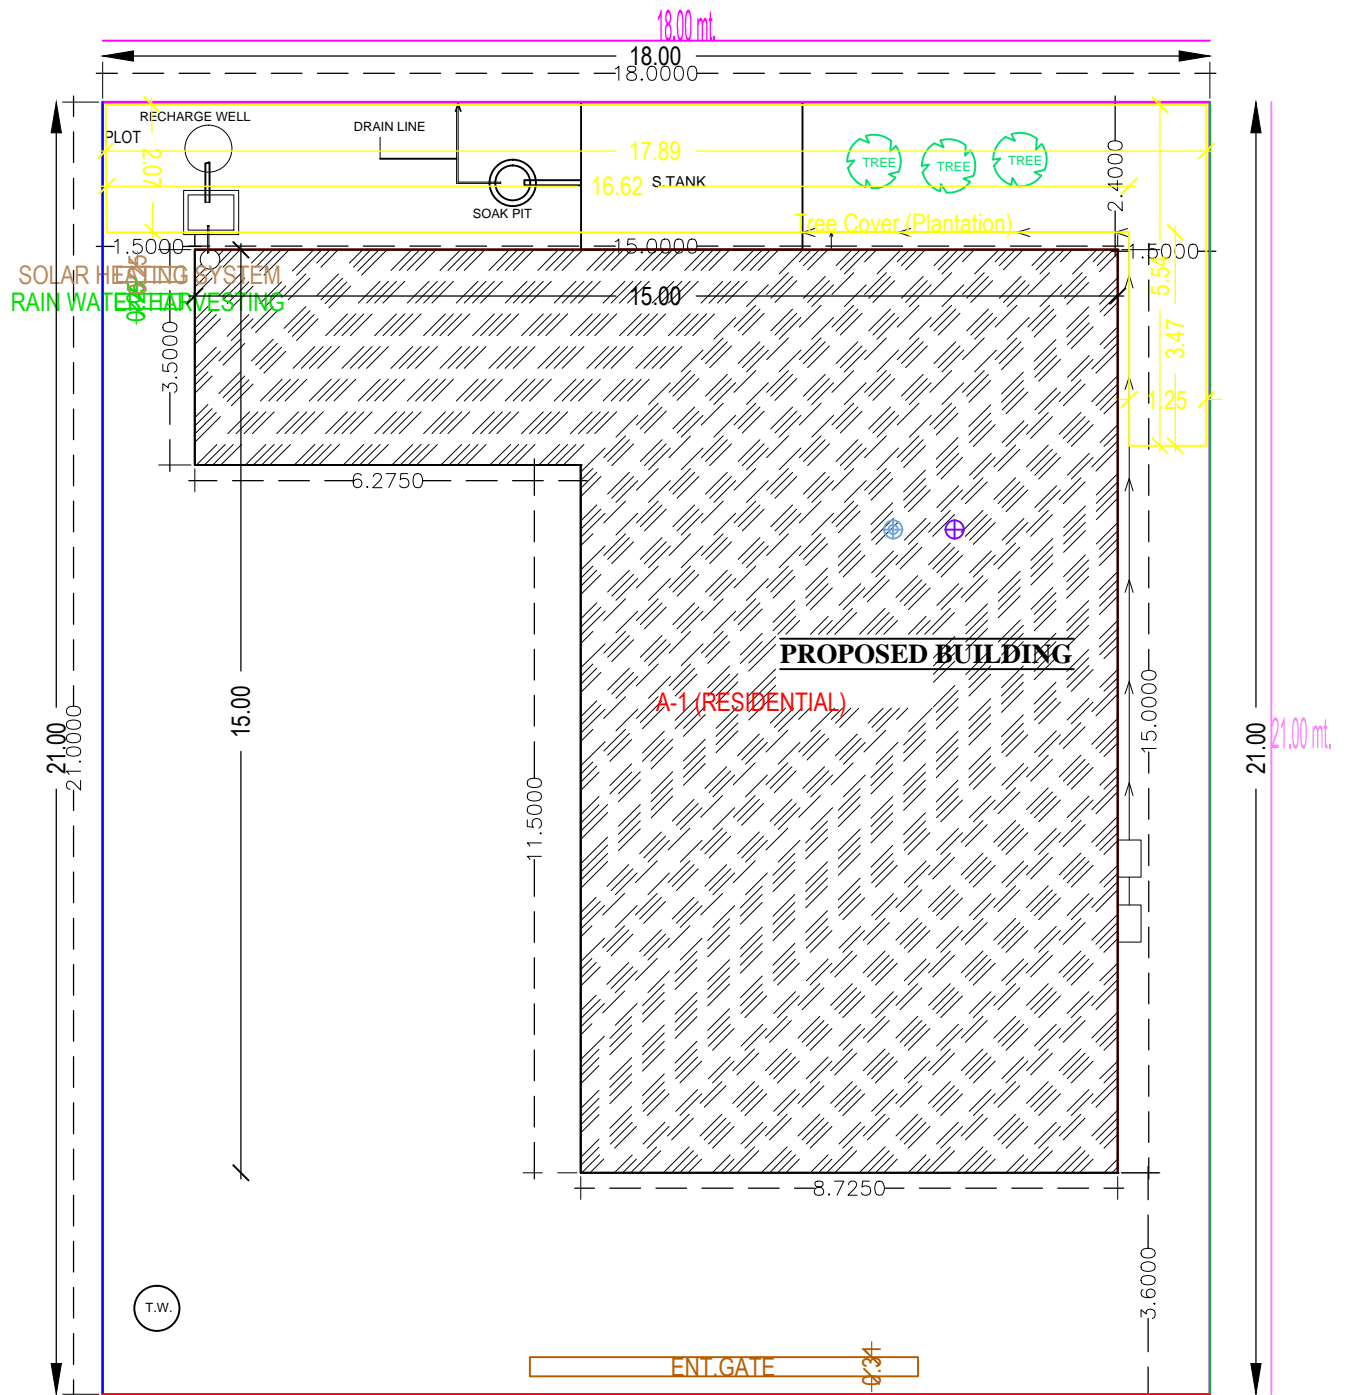 18.00 mt.
18.00
18.0000
RECHARGE WELL
PLOT
DRAIN LINE
17.89
TREE
TREE
TREE
2.07
16.62
S.TANK
2.4000
SOAK PIT
Tree Cover (Plantation)
1.5000
15.0000
1.5000
5.54
SOLAR HEATING SYSTEM
RAIN WATER HARVESTING
15.00
3.5000
3.47
1.25
6.2750
PROPOSED BUILDING
A-1 (RESIDENTIAL)
15.00
21.00
21.0000
15.0000
21.00
21.00 mt.
11.5000
8.7250
3.6000
T.W.
ENT.GATE
0.31